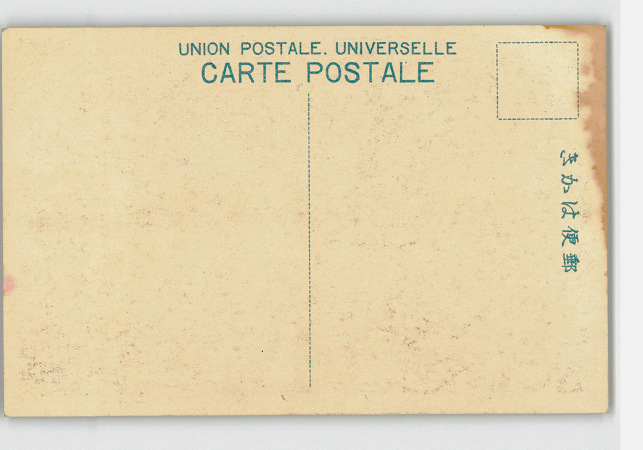 UNION POSTALE. UNIVERSELLE
CARTE POSTALE
きかは便郵